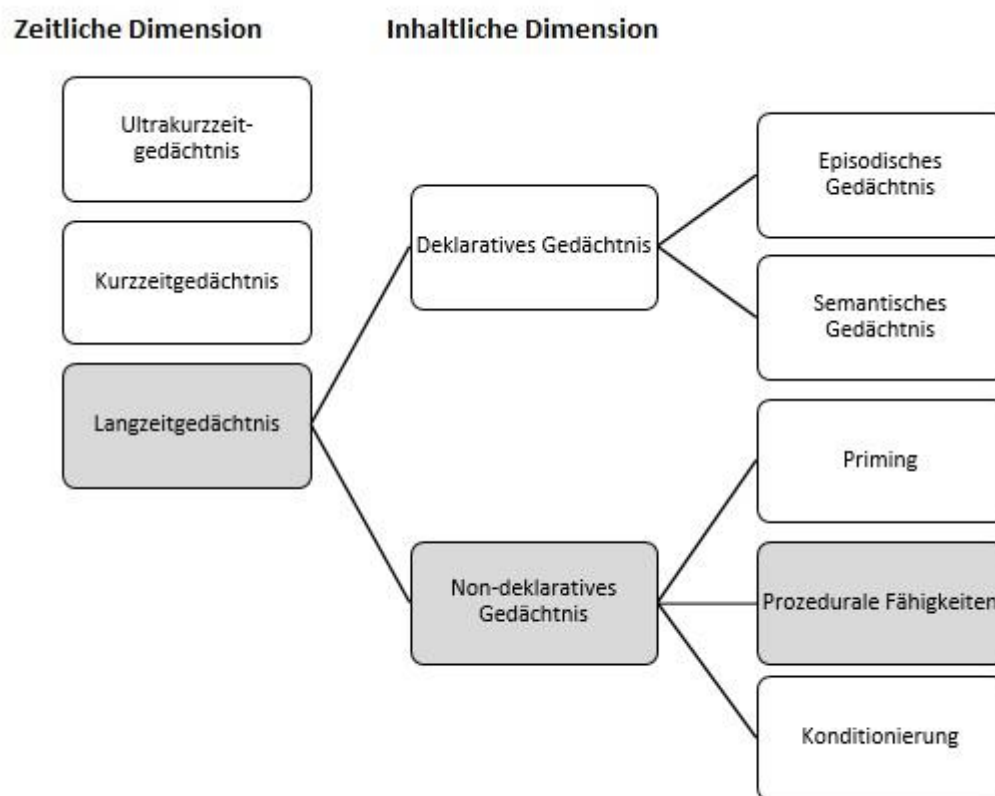 Zeitliche Dimension
Inhaltliche Dimension
Ultrakurzzeit-
gedächtnis
Kurzzeitgedächtnis
Langzeitgedächtnis
Deklaratives Gedächtnis
Non-deklaratives
Gedächtnis
Episodisches
Gedächtnis
Semantisches
Gedächtnis
Priming
Prozedurale Fähigkeiten
Konditionierung